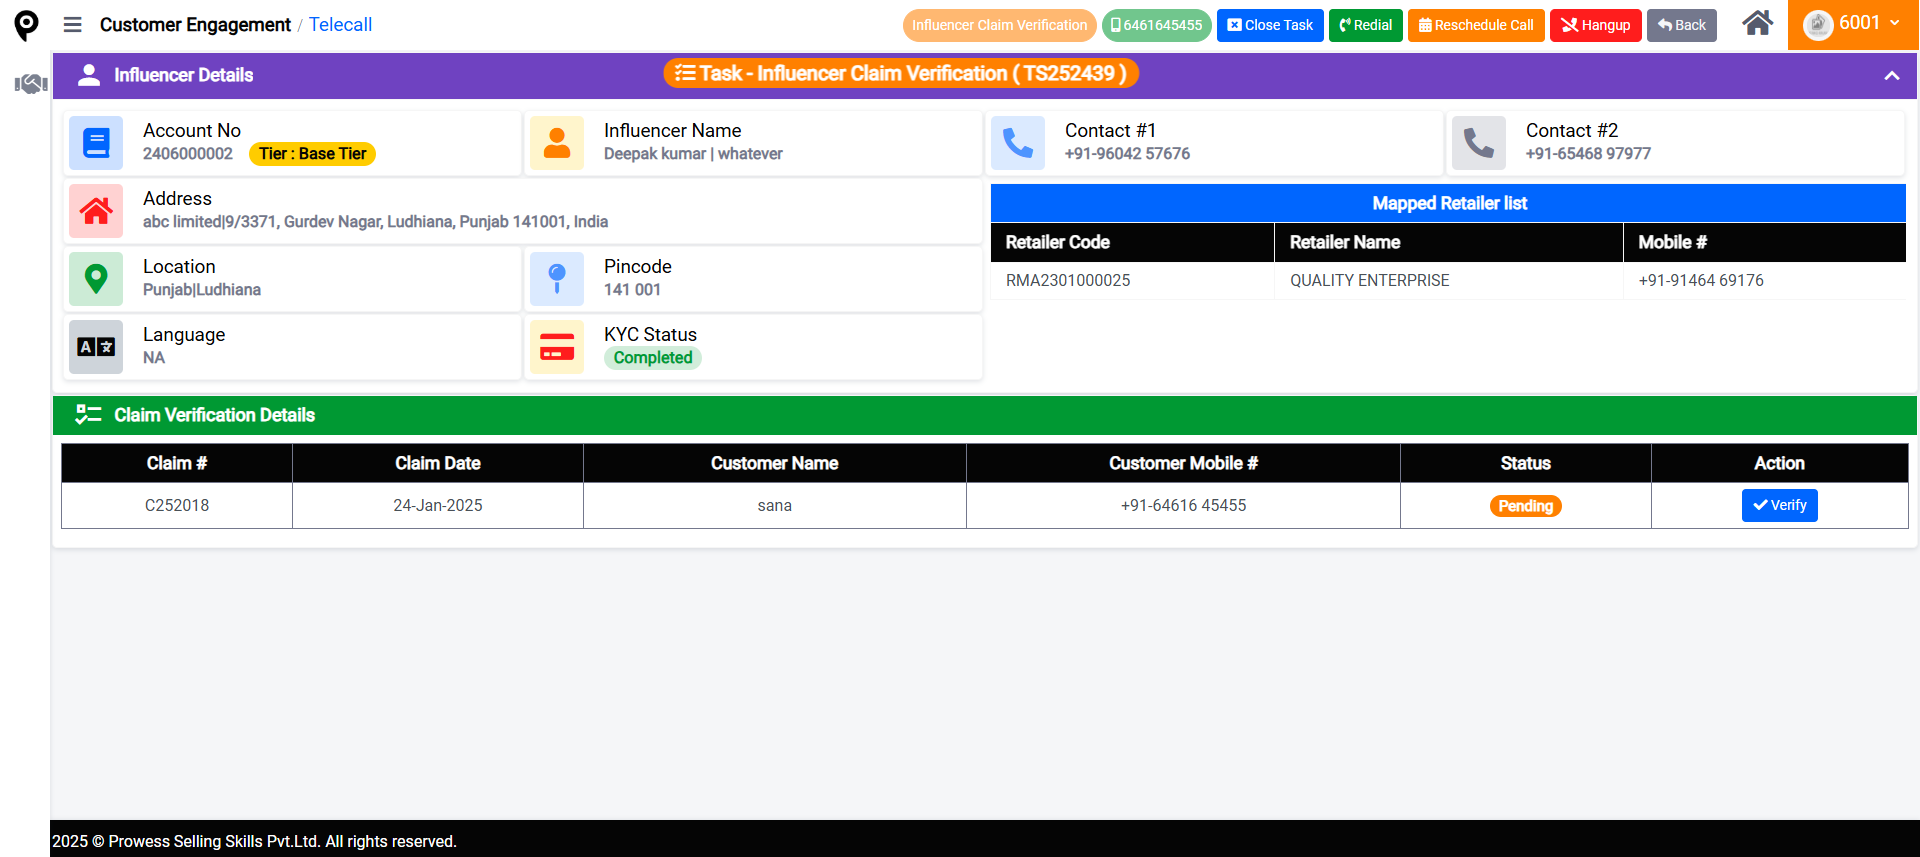 Customer Engagement / Telecall
Influencer Claim Verification
6461645455
Close Task
Redial
Reschedule Call
Hangup
Back
6001
Influencer Details
Task - Influencer Claim Verification ( TS252439 )
Account No
2406000002 Tier : Base Tier
Influencer Name
Deepak kumar | whatever
Contact #1
+91-96042 57676
Contact #2
+91-65468 97977
Address
abc limited|9/3371, Gurdev Nagar, Ludhiana, Punjab 141001, India
Location
Punjab|Ludhiana
Pincode
141 001
Language
NA
KYC Status
Completed
Mapped Retailer list
Retailer Code Retailer Name Mobile #
RMA2301000025 QUALITY ENTERPRISE +91-91464 69176
Claim Verification Details
Claim # Claim Date Customer Name Customer Mobile # Status Action
C252018 24-Jan-2025 sana +91-64616 45455 Pending Verify
2025 © Prowess Selling Skills Pvt.Ltd. All rights reserved.